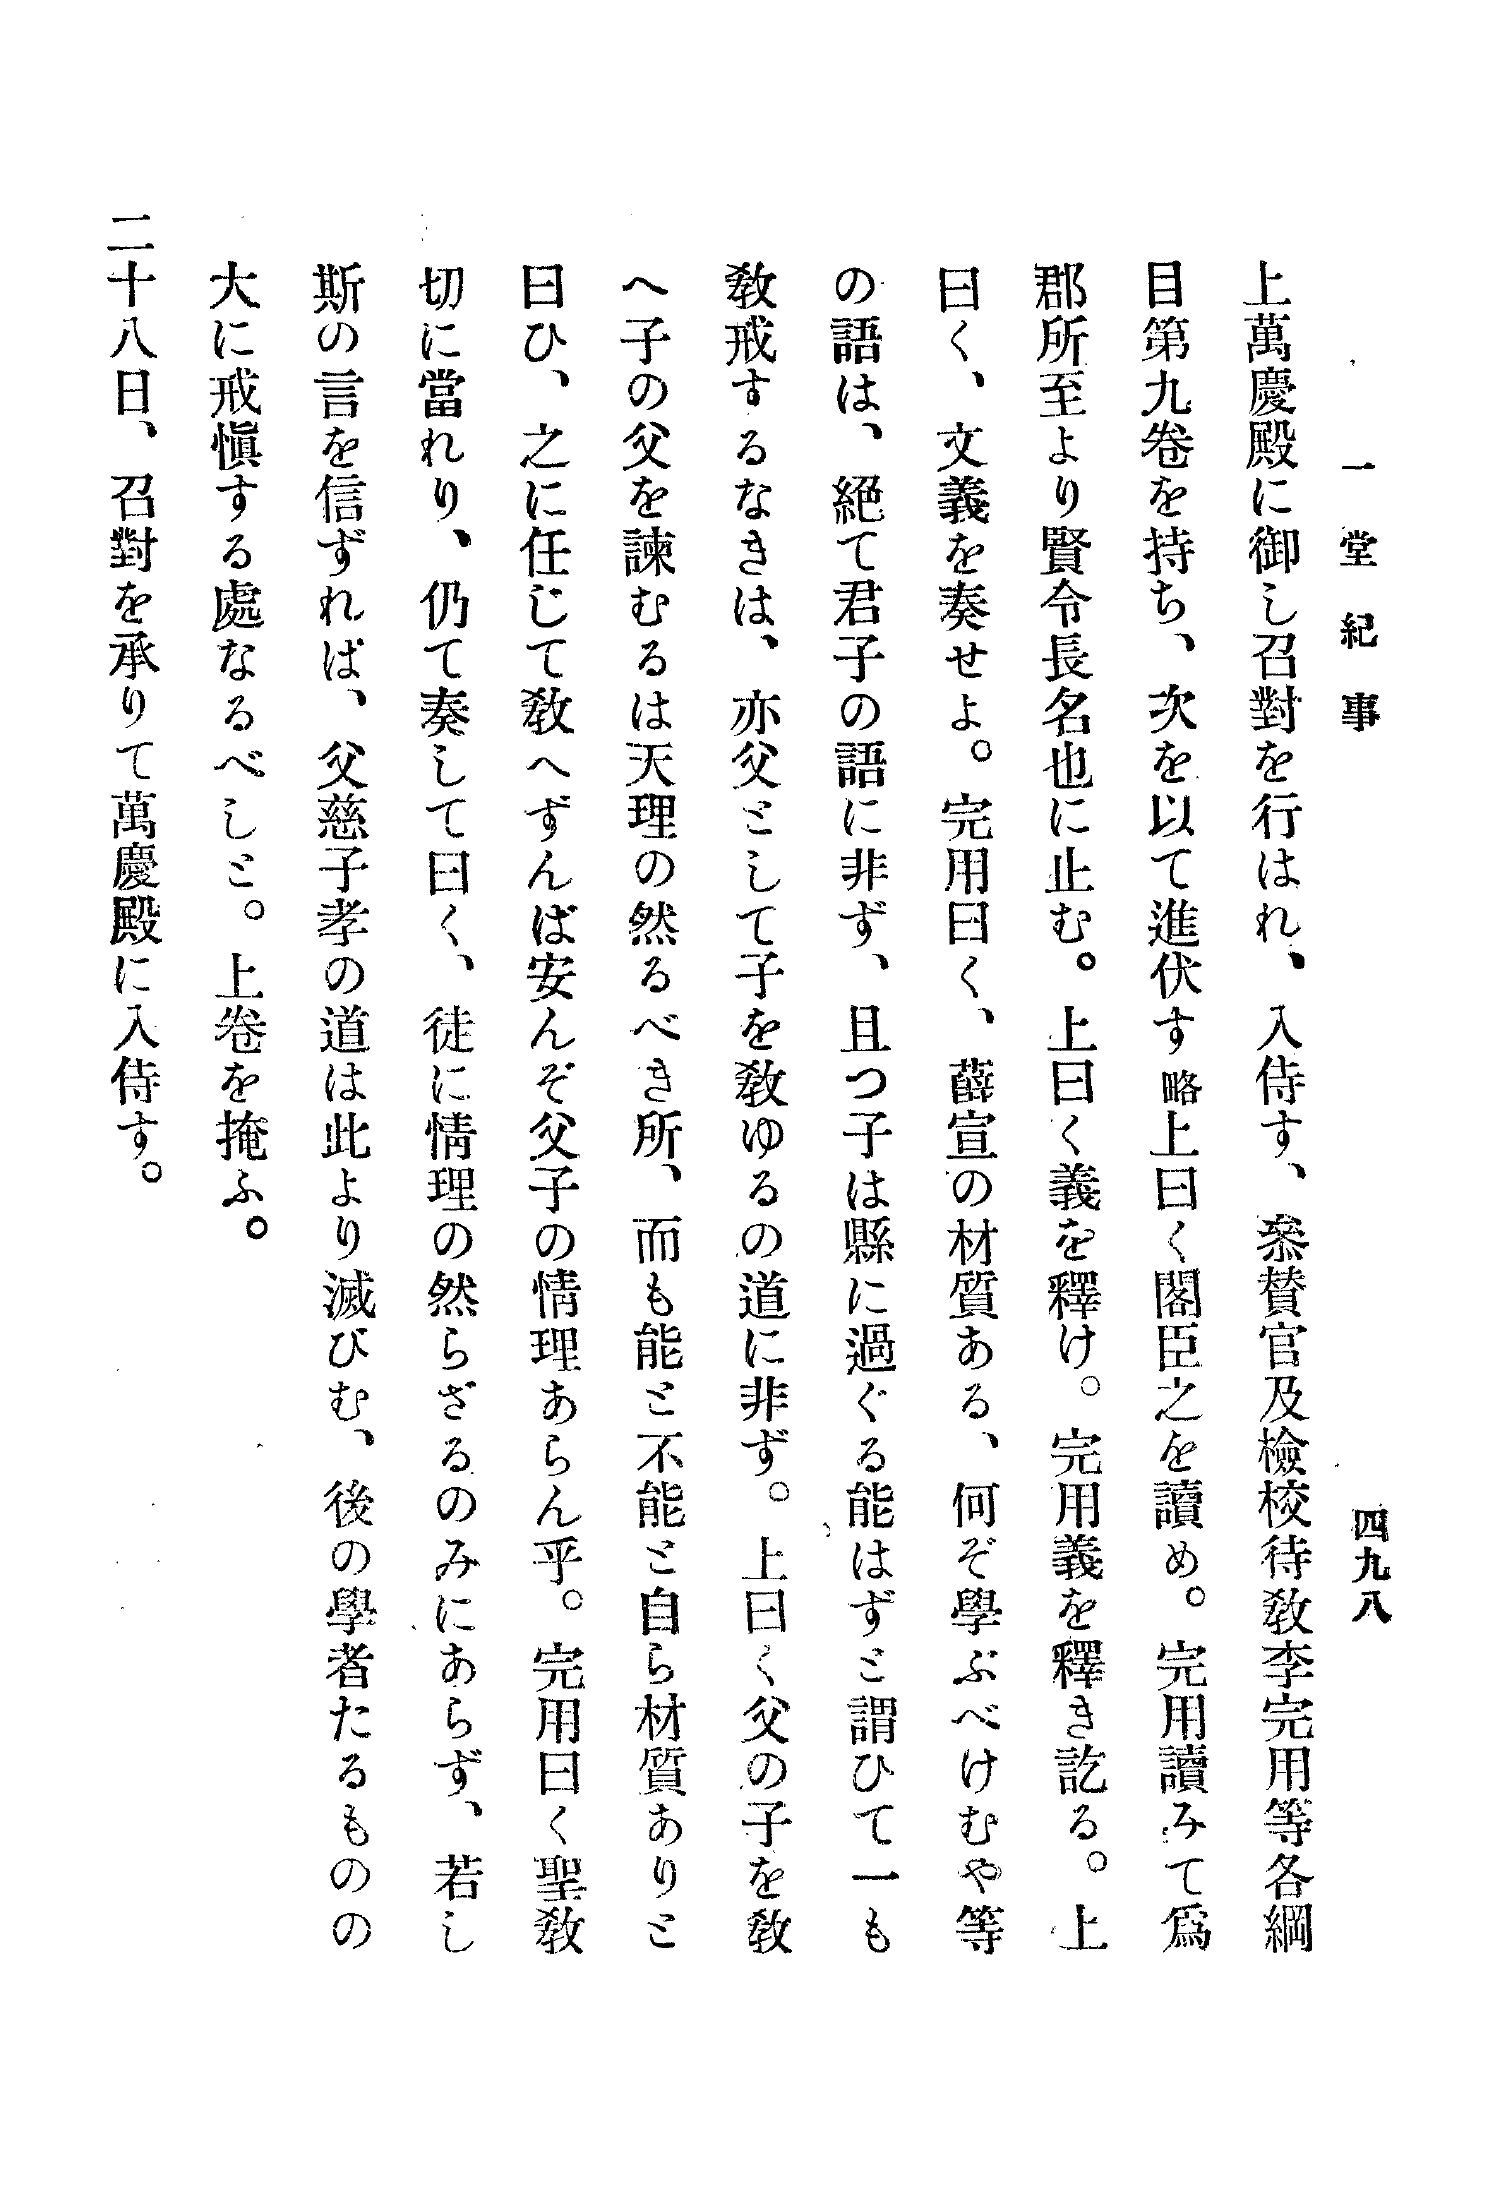 一堂紀事
四九八
上萬慶殿に御し召對を行はれ、入侍す、叅賛官及檢校待敎李完用等各綱
目第九卷を持ち、次を以て進伏す略上曰く閣臣之を讀め。完用讀みて爲
郡所至より賢令長名也に止む。上曰く義を釋け。完用義を釋き訖る。上
曰く、文義を奏せよ。完用曰く、薛宣の材質ある、何ぞ學ぶべけむや等
の語は、絕て君子の語に非ず、且つ子は縣に過ぐる能はずと謂ひて一も
敎戒するなきは、亦父として子を敎ゆるの道に非ず。上曰く父の子を敎
へ子の父を諫むるは天理の然るべき所、而も能と不能と自ら材質ありと
曰ひ、之に任じて敎へずんば安んぞ父子の情理あらん乎。完用曰く聖敎
切に當れり、仍て奏して曰く、徒に情理の然らざるのみにあらず、若し
斯の言を信ずれば、父慈子孝の道は此より滅びむ、後の學者たるものの
大に戒愼する處なるべしと。上卷を掩ふ。
二十八日、召對を承りて萬慶殿に入侍す。